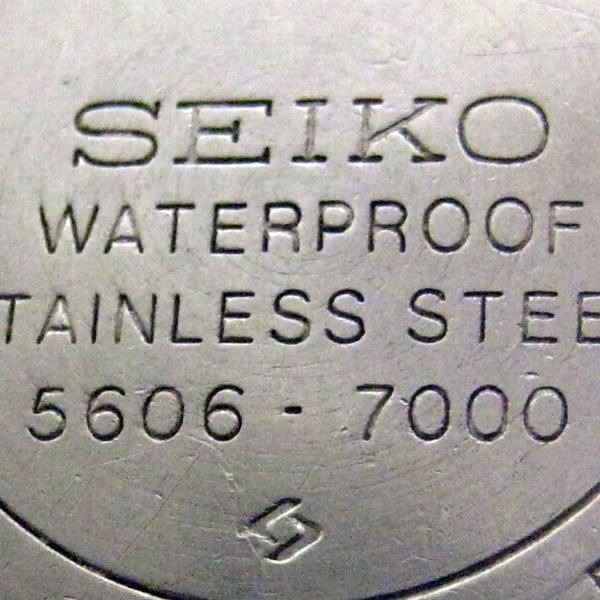 SEIKO
WATERPROOF
TAINLESS STEE
5606 - 7000